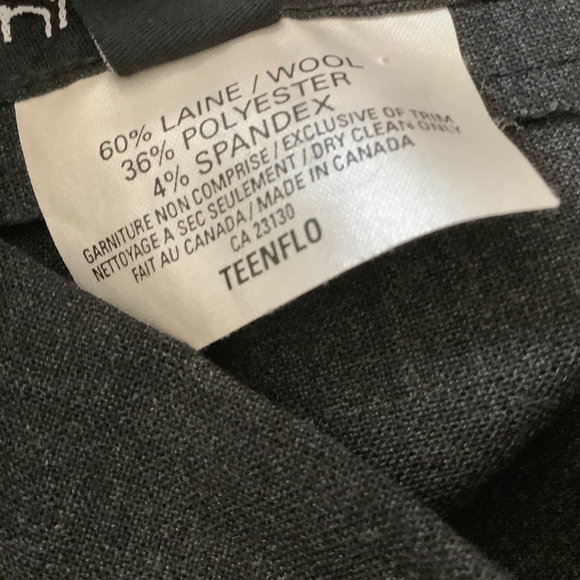 60% LAINE / WOOL
36% POLYESTER
4% SPANDEX
GARNITURE NON COMPRISE / EXCLUSIVE OF TRIM
NETTOYAGE A SEC SEULEMENT / DRY CLEAN ONLY
FAIT AU CANADA / MADE IN CANADA
CA 23130
TEENFLO